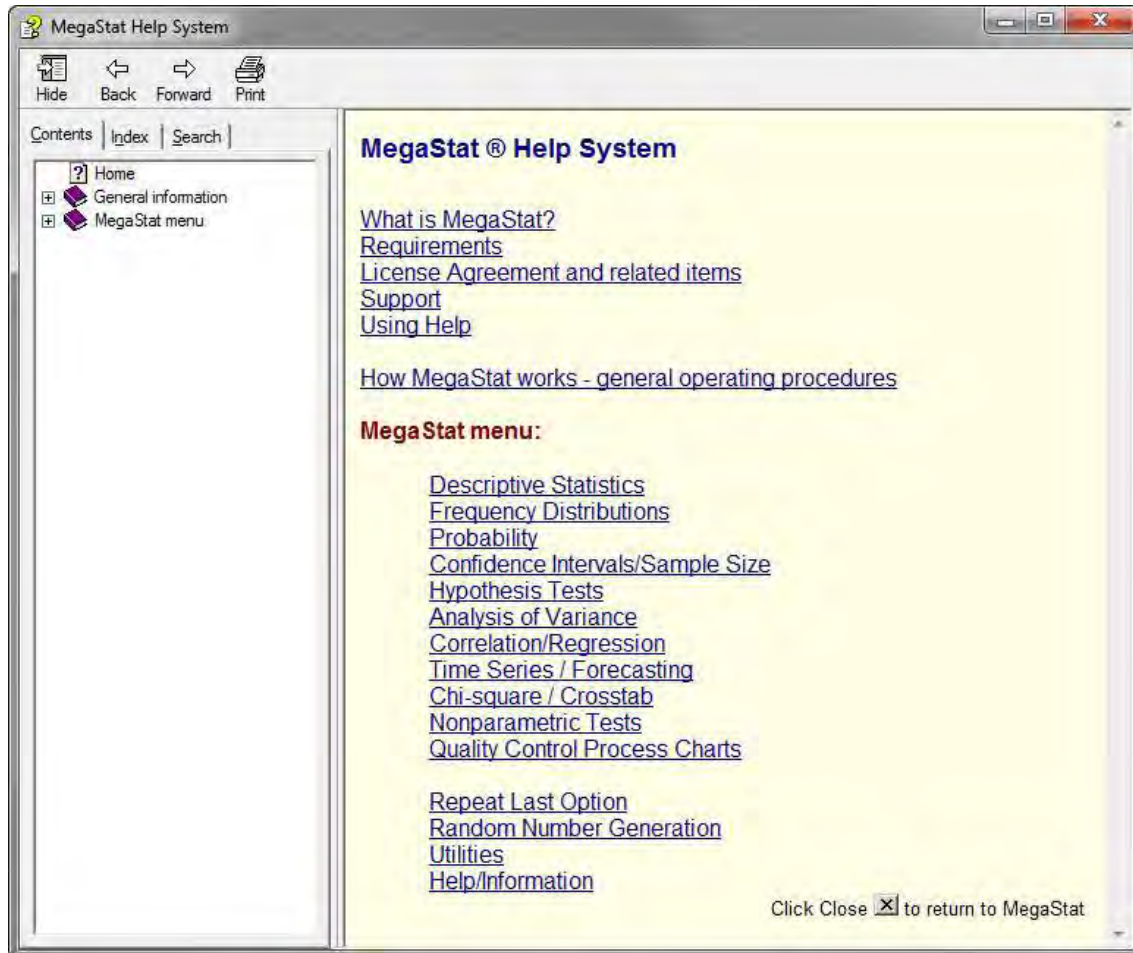 MegaStat Help System
Hide Back Forward Print
Contents Index Search
Home
General information
MegaStat menu
MegaStat ® Help System
What is MegaStat?
Requirements
License Agreement and related items
Support
Using Help
How MegaStat works - general operating procedures
MegaStat menu:
Descriptive Statistics
Frequency Distributions
Probability
Confidence Intervals/Sample Size
Hypothesis Tests
Analysis of Variance
Correlation/Regression
Time Series / Forecasting
Chi-square / Crosstab
Nonparametric Tests
Quality Control Process Charts
Repeat Last Option
Random Number Generation
Utilities
Help/Information
Click Close X to return to MegaStat